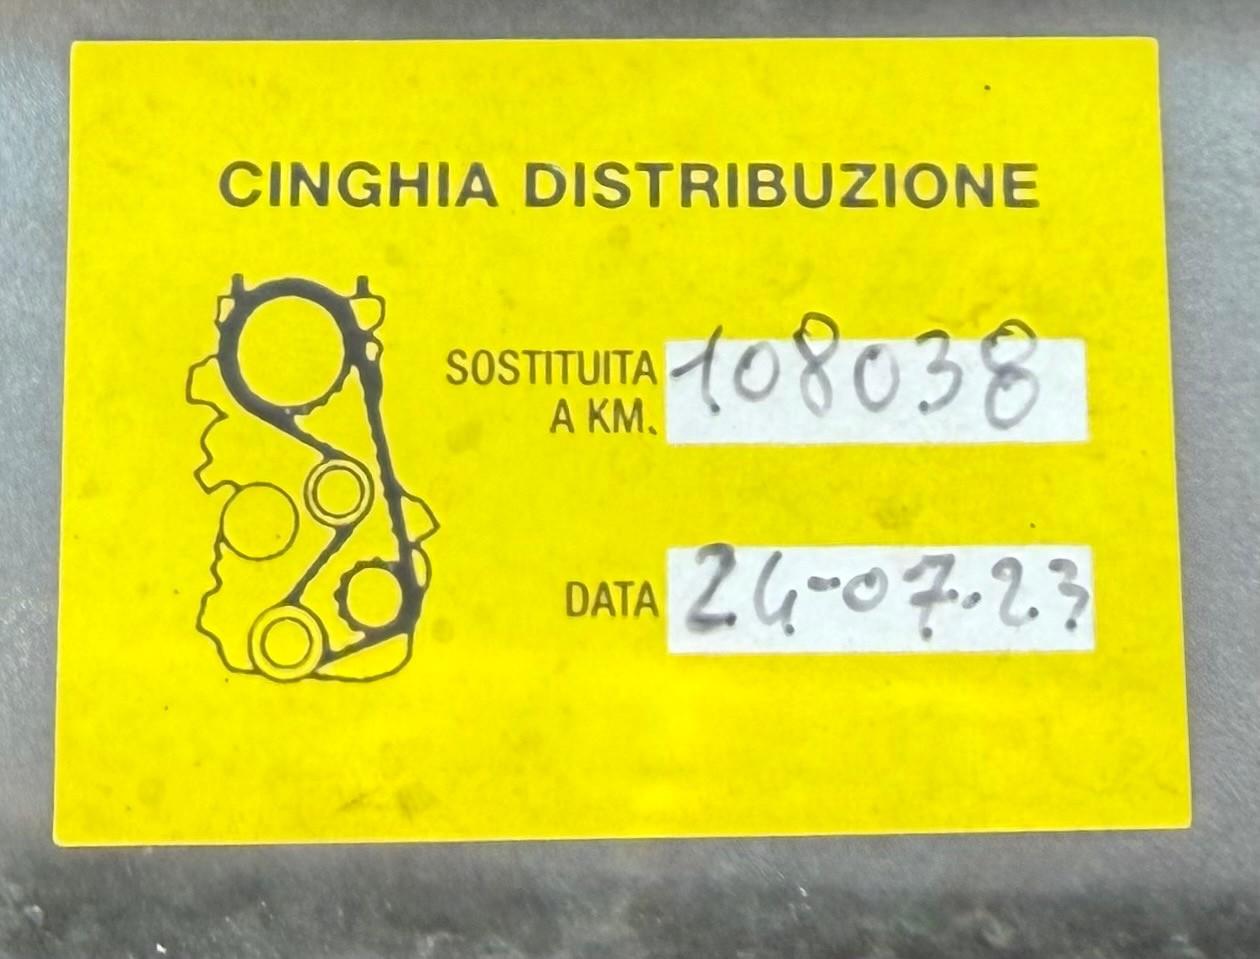 CINGHIA DISTRIBUZIONE
SOSTITUITA 108038
A KM.
DATA 24-07-23